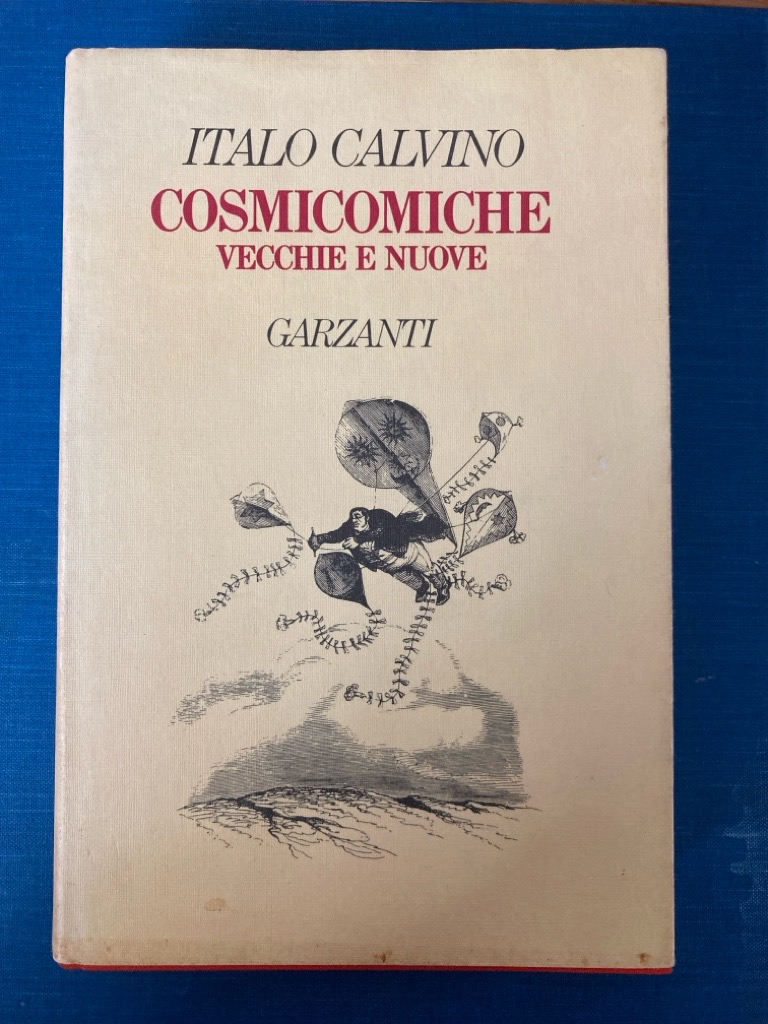 ITALO CALVINO
COSMICOMICHE
VECCHIE E NUOVE
GARZANTI